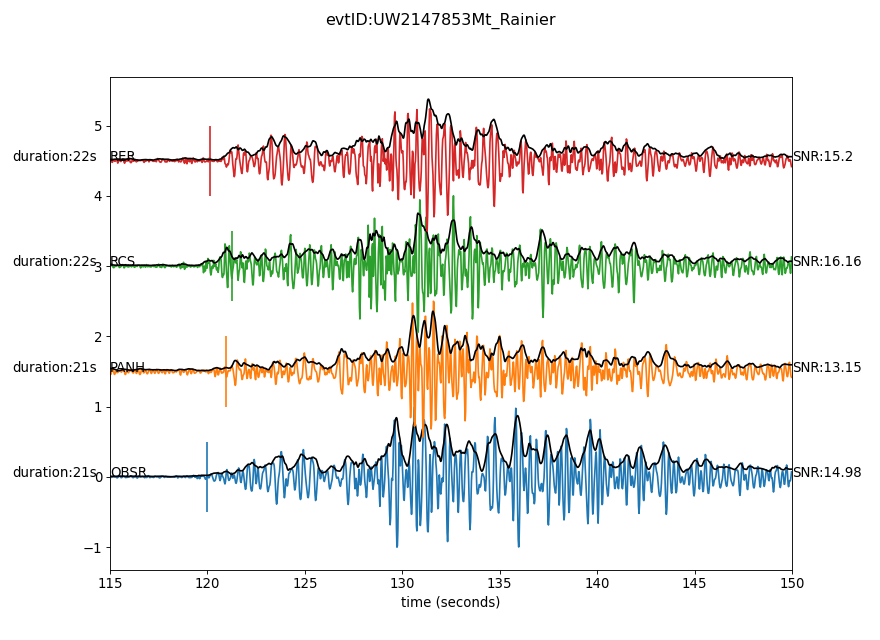 evtID:UW2147853Mt_Rainier
5
duration:22s RER SNR:15.2
4
duration:22s RCS SNR:16.16
3
2
duration:21s PANH SNR:13.15
1
duration:21s OBSR SNR:14.98
0
−1
115 120 125 130 135 140 145 150
time (seconds)